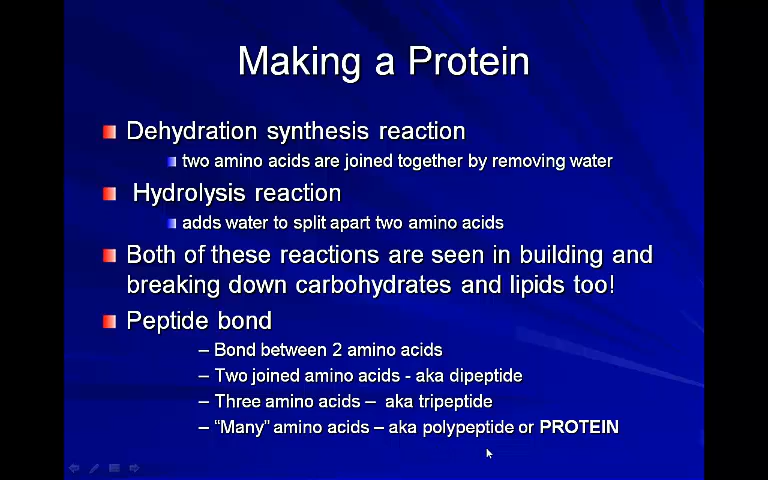 Making a Protein
Dehydration synthesis reaction
two amino acids are joined together by removing water
Hydrolysis reaction
adds water to split apart two amino acids
Both of these reactions are seen in building and
breaking down carbohydrates and lipids too!
Peptide bond
– Bond between 2 amino acids
– Two joined amino acids - aka dipeptide
– Three amino acids – aka tripeptide
– “Many” amino acids – aka polypeptide or PROTEIN